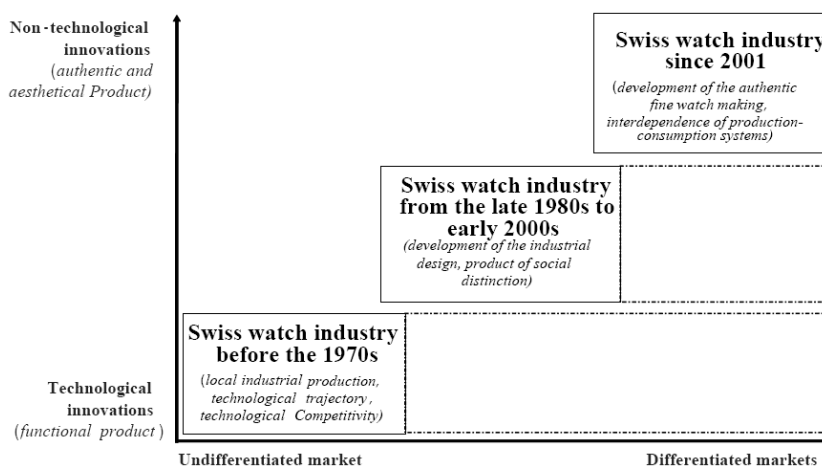 Non-technological
innovations
(authentic and
aesthetical Product)
Swiss watch industry
since 2001
(development of the authentic
fine watch making,
interdependence of production-
consumption systems)
Swiss watch industry
from the late 1980s to
early 2000s
(development of the industrial
design, product of social
distinction)
Swiss watch industry
before the 1970s
(local industrial production,
technological trajectory,
technological Competitivity)
Technological
innovations
(functional product)
Undifferentiated market
Differentiated markets